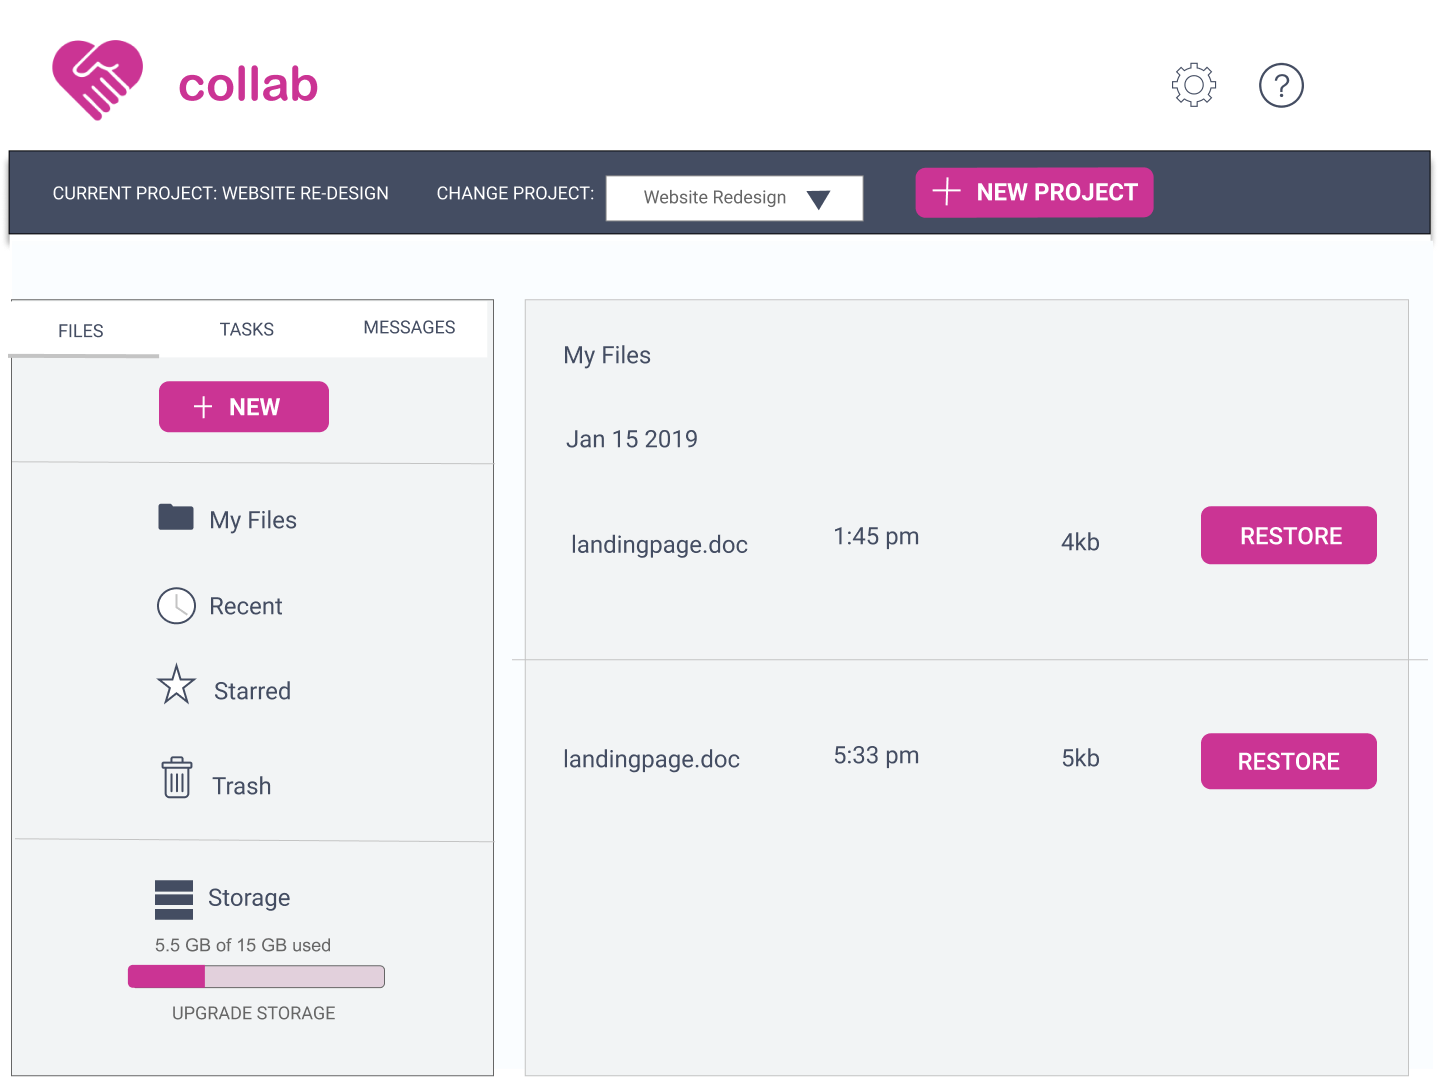 collab
?
CURRENT PROJECT: WEBSITE RE-DESIGN
CHANGE PROJECT:
Website Redesign
NEW PROJECT
FILES
TASKS
MESSAGES
NEW
My Files
Recent
Starred
Trash
Storage
5.5 GB of 15 GB used
UPGRADE STORAGE
My Files
Jan 15 2019
landingpage.doc 1:45 pm 4kb RESTORE
landingpage.doc 5:33 pm 5kb RESTORE